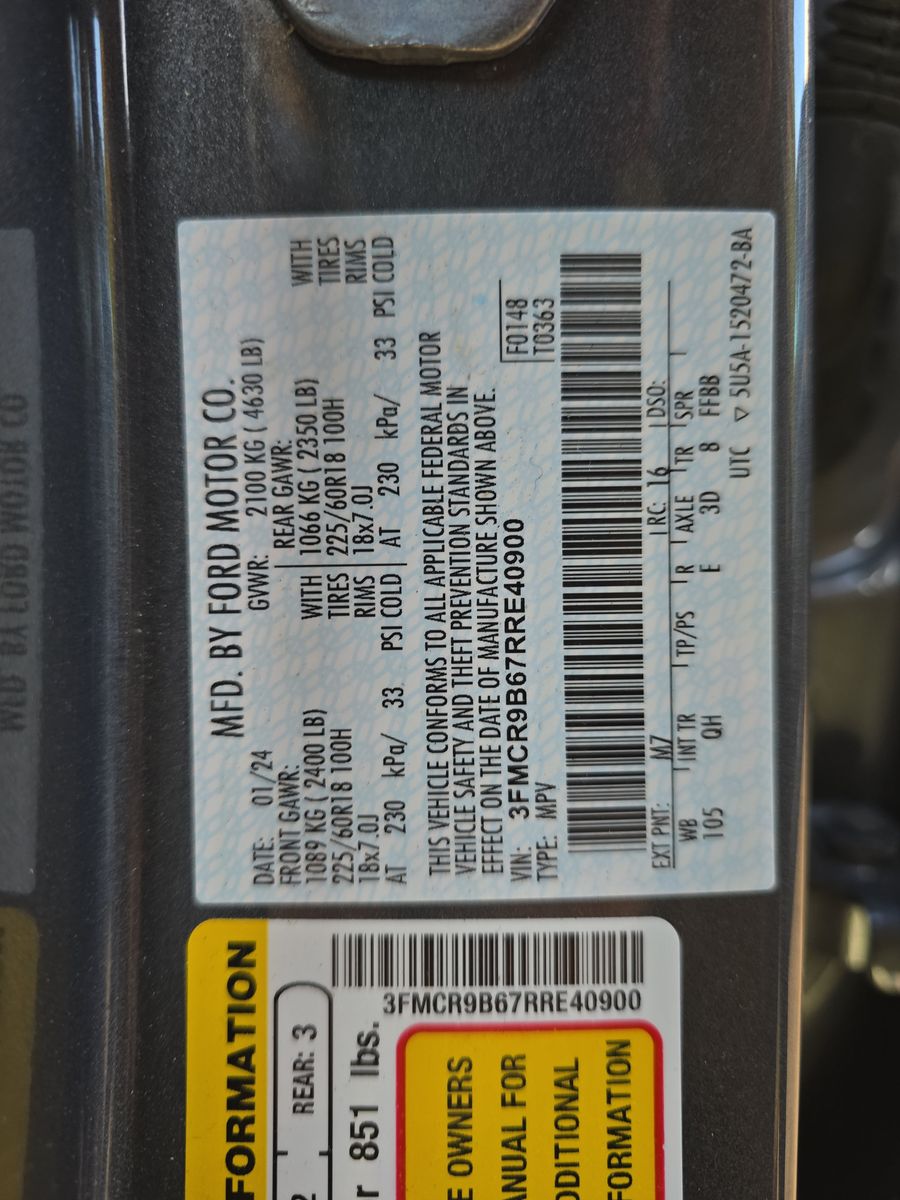 MFD. BY FORD MOTOR CO.
DATE: 01/24 GVWR: 2100 KG ( 4630 LB)
FRONT GAWR: REAR GAWR:
1089 KG ( 2400 LB) WITH 1066 KG ( 2350 LB) WITH
225/60R18 100H TIRES 225/60R18 100H TIRES
18x7.0J RIMS 18x7.0J RIMS
AT 230 kPa/ 33 PSI COLD AT 230 kPa/ 33 PSI COLD
THIS VEHICLE CONFORMS TO ALL APPLICABLE FEDERAL MOTOR
VEHICLE SAFETY AND THEFT PREVENTION STANDARDS IN
EFFECT ON THE DATE OF MANUFACTURE SHOWN ABOVE.
VIN: 3FMCR9B67RRE40900 F0148
TYPE: MPV T0363
EXT PNT: M7 RC: 16 DSO:
WB INT TR TP/PS R AXLE TR SPR
105 QH E 3D 8 FFBB
UTC ▽ 5U5A-1520472-BA
FORMATION
REAR: 3
851 lbs.
3FMCR9B67RRE40900
E OWNERS
ANUAL FOR
DDITIONAL
FORMATION